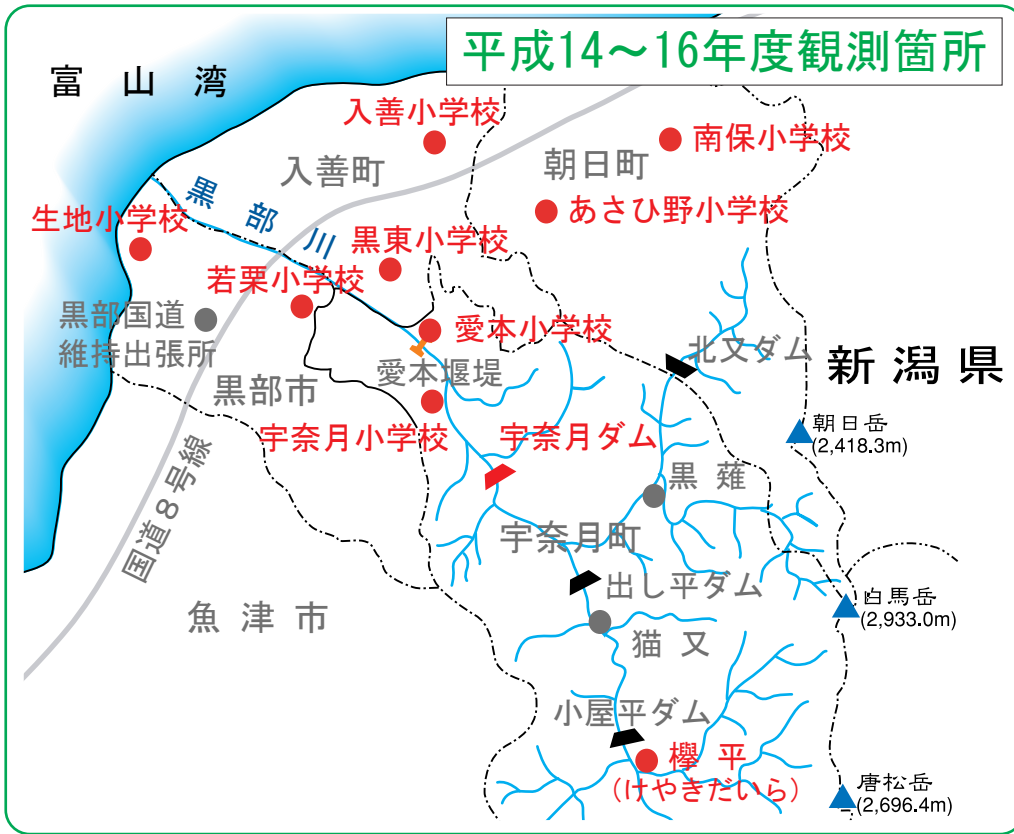 平成14～16年度観測箇所
富山湾
入善小学校
南保小学校
入善町
朝日町
黒部川
生地小学校
あさひ野小学校
黒東小学校
若栗小学校
黒部国道
維持出張所
愛本小学校
北又ダム
新潟県
愛本堰堤
黒部市
朝日岳
(2,418.3m)
宇奈月小学校
宇奈月ダム
国道8号線
黒薙
宇奈月町
出し平ダム
白馬岳
(2,933.0m)
魚津市
猫又
小屋平ダム
欅平
(けやきだいら)
唐松岳
(2,696.4m)